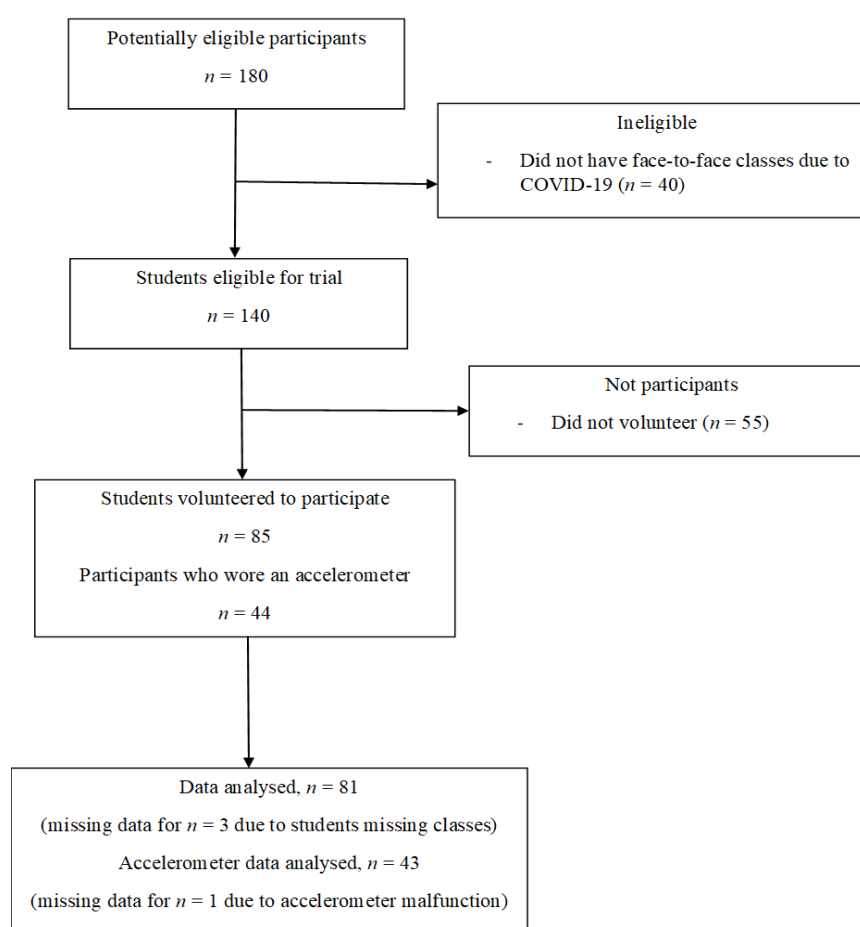 Potentially eligible participants
n = 180
Ineligible
- Did not have face-to-face classes due to
COVID-19 (n = 40)
Students eligible for trial
n = 140
Not participants
- Did not volunteer (n = 55)
Students volunteered to participate
n = 85
Participants who wore an accelerometer
n = 44
Data analysed, n = 81
(missing data for n = 3 due to students missing classes)
Accelerometer data analysed, n = 43
(missing data for n = 1 due to accelerometer malfunction)